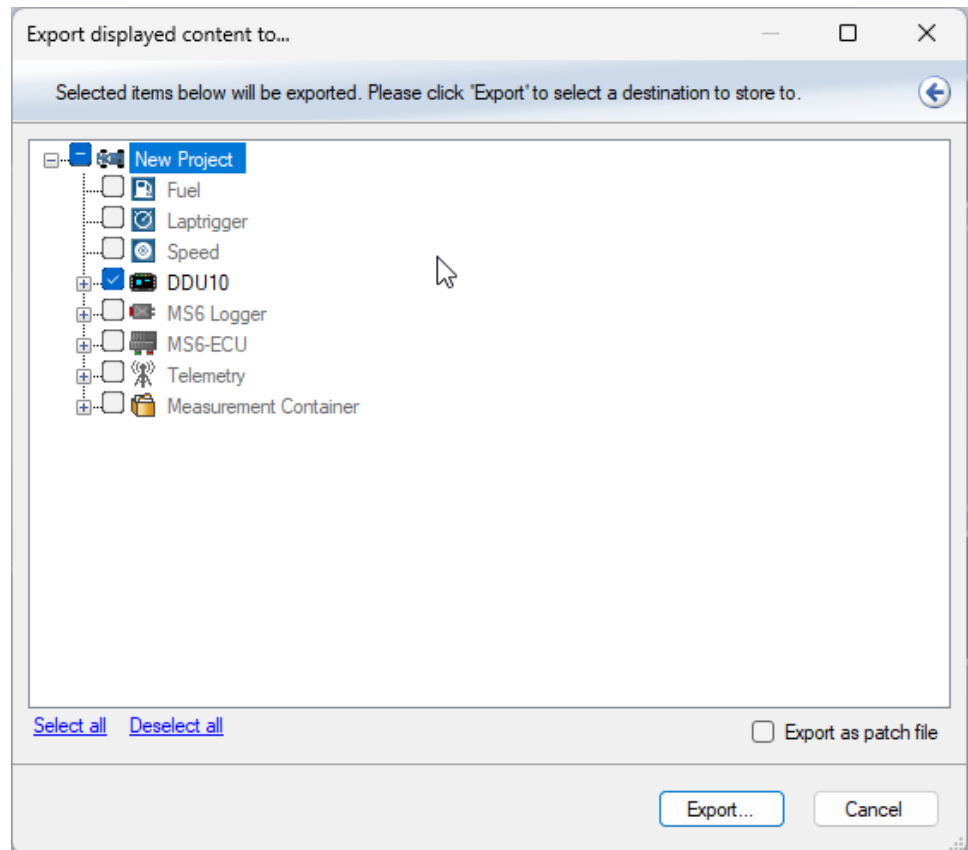 Export displayed content to...
Selected items below will be exported. Please click 'Export' to select a destination to store to.
New Project
Fuel
Laptrigger
Speed
DDU10
MS6 Logger
MS6-ECU
Telemetry
Measurement Container
Select all Deselect all
Export as patch file
Export... Cancel